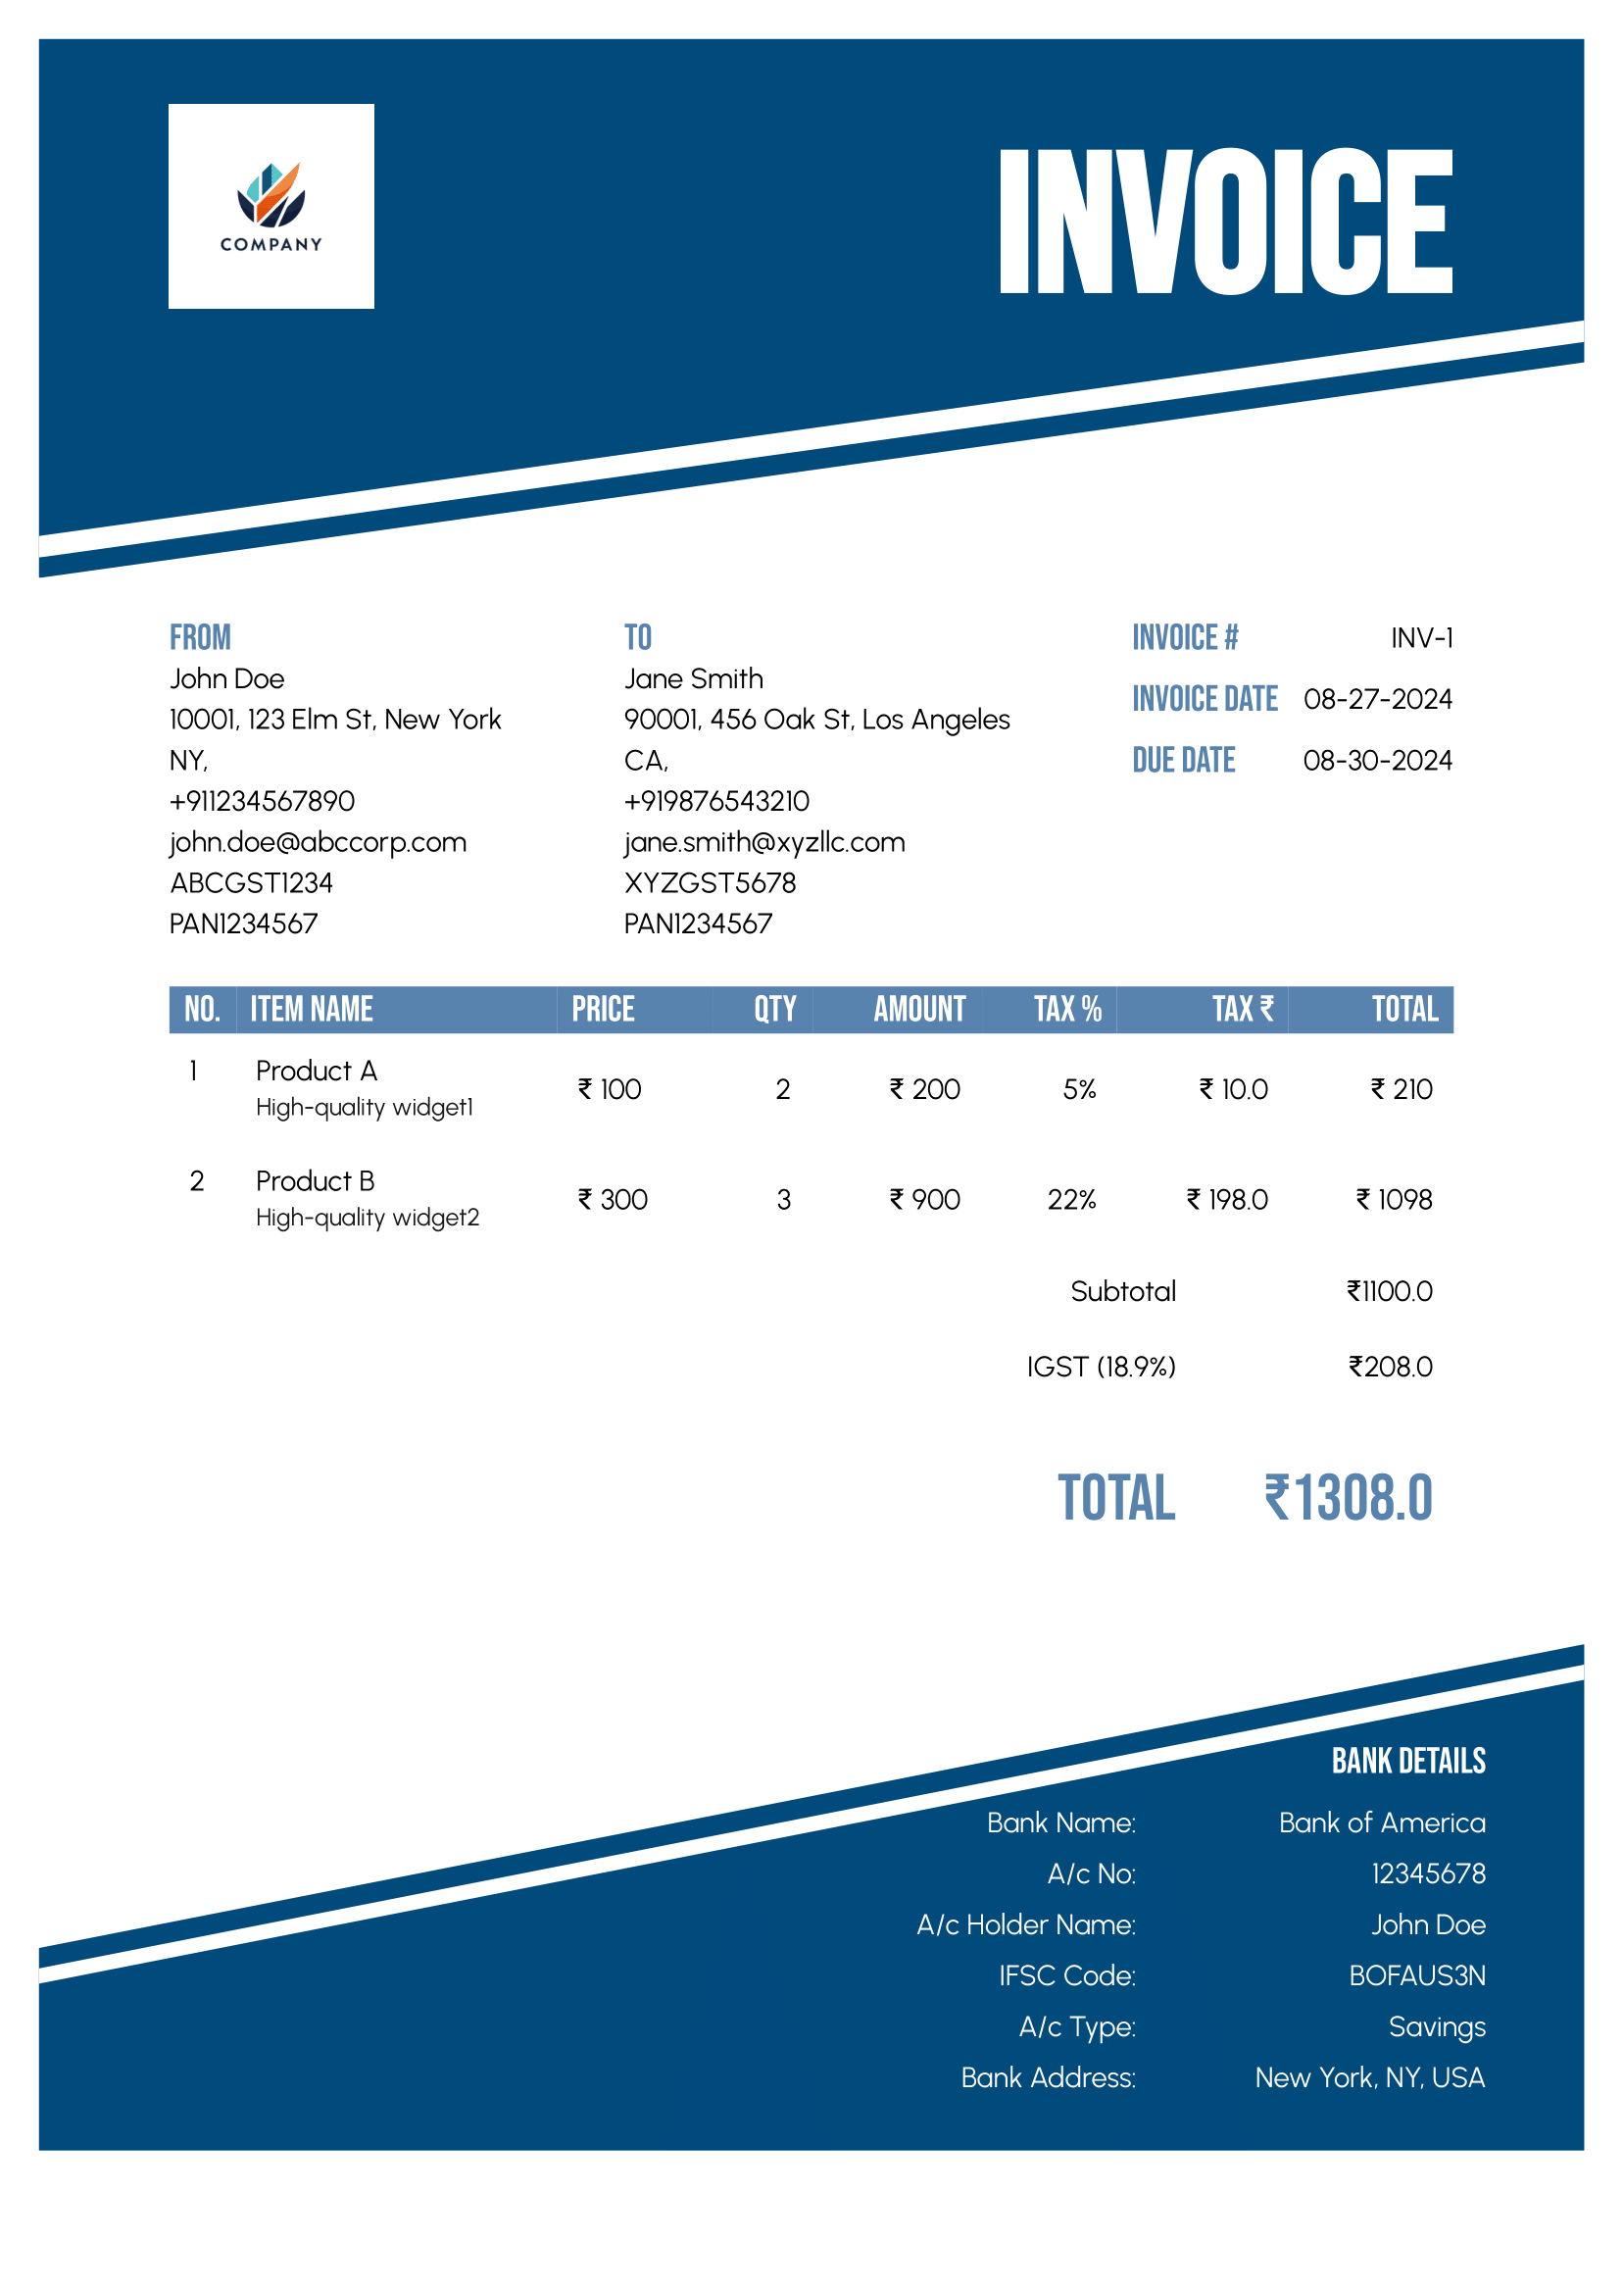 COMPANY
INVOICE
FROM
John Doe
10001, 123 Elm St, New York
NY,
+911234567890
john.doe@abccorp.com
ABCGST1234
PAN1234567
TO
Jane Smith
90001, 456 Oak St, Los Angeles
CA,
+919876543210
jane.smith@xyzllc.com
XYZGST5678
PAN1234567
INVOICE # INV-1
INVOICE DATE 08-27-2024
DUE DATE 08-30-2024
NO. ITEM NAME PRICE QTY AMOUNT TAX % TAX ₹ TOTAL
1 Product A ₹ 100 2 ₹ 200 5% ₹ 10.0 ₹ 210
High-quality widget1
2 Product B ₹ 300 3 ₹ 900 22% ₹ 198.0 ₹ 1098
High-quality widget2
Subtotal ₹1100.0
IGST (18.9%) ₹208.0
TOTAL ₹1308.0
BANK DETAILS
Bank Name: Bank of America
A/c No: 12345678
A/c Holder Name: John Doe
IFSC Code: BOFAUS3N
A/c Type: Savings
Bank Address: New York, NY, USA